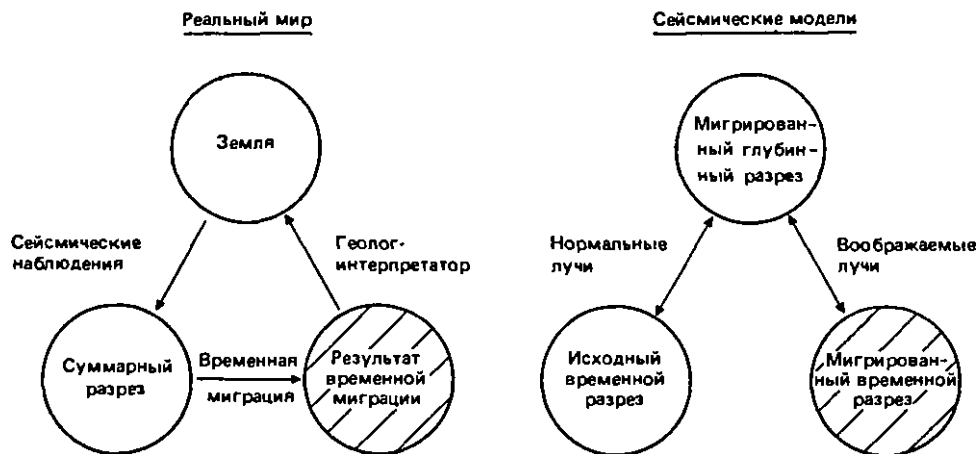 Реальный мир
Земля
Сейсмические
наблюдения
Геолог-
интерпретатор
Суммарный
разрез
Временная
миграция
Результат
временной
миграции
Сейсмические модели
Мигрирован-
ный глубин-
ный разрез
Нормальные
лучи
Воображаемые
лучи
Исходный
временной
разрез
Мигрирован-
ный временной
разрез